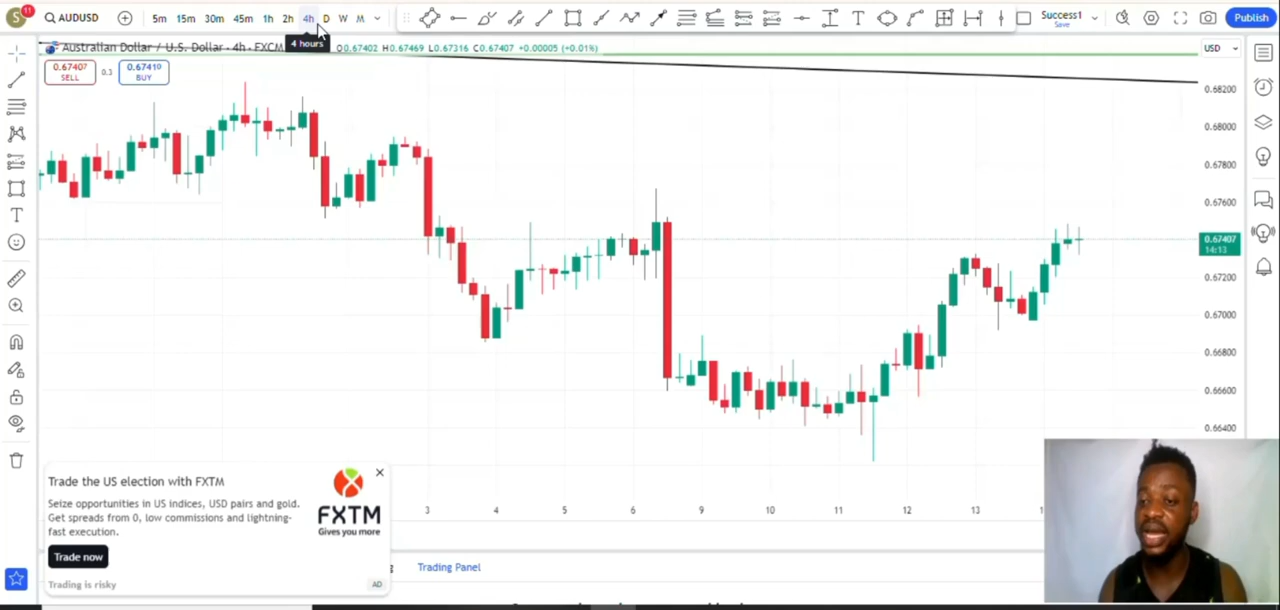 S
11
AUDUSD
5m 15m 30m 45m 1h 2h 4h D W M
T
Success1
Save
Publish
Australian Dollar / U.S. Dollar · 4h · FXCM O0.67402 H0.67469 L0.67316 C0.67407 +0.00005 (+0.01%)
4 hours
USD
0.67407
SELL
0.3
0.67410
BUY
0.68200
0.68000
0.67800
0.67600
0.67407
14:13
0.67200
0.67000
0.66800
0.66600
0.66400
T
Trade the US election with FXTM
Seize opportunities in US indices, USD pairs and gold.
Get spreads from 0, low commissions and lightning-
fast execution.
FXTM
Gives you more
Trade now
Trading is risky
AD
3 4 5 6 9 10 11 12 13
Trading Panel